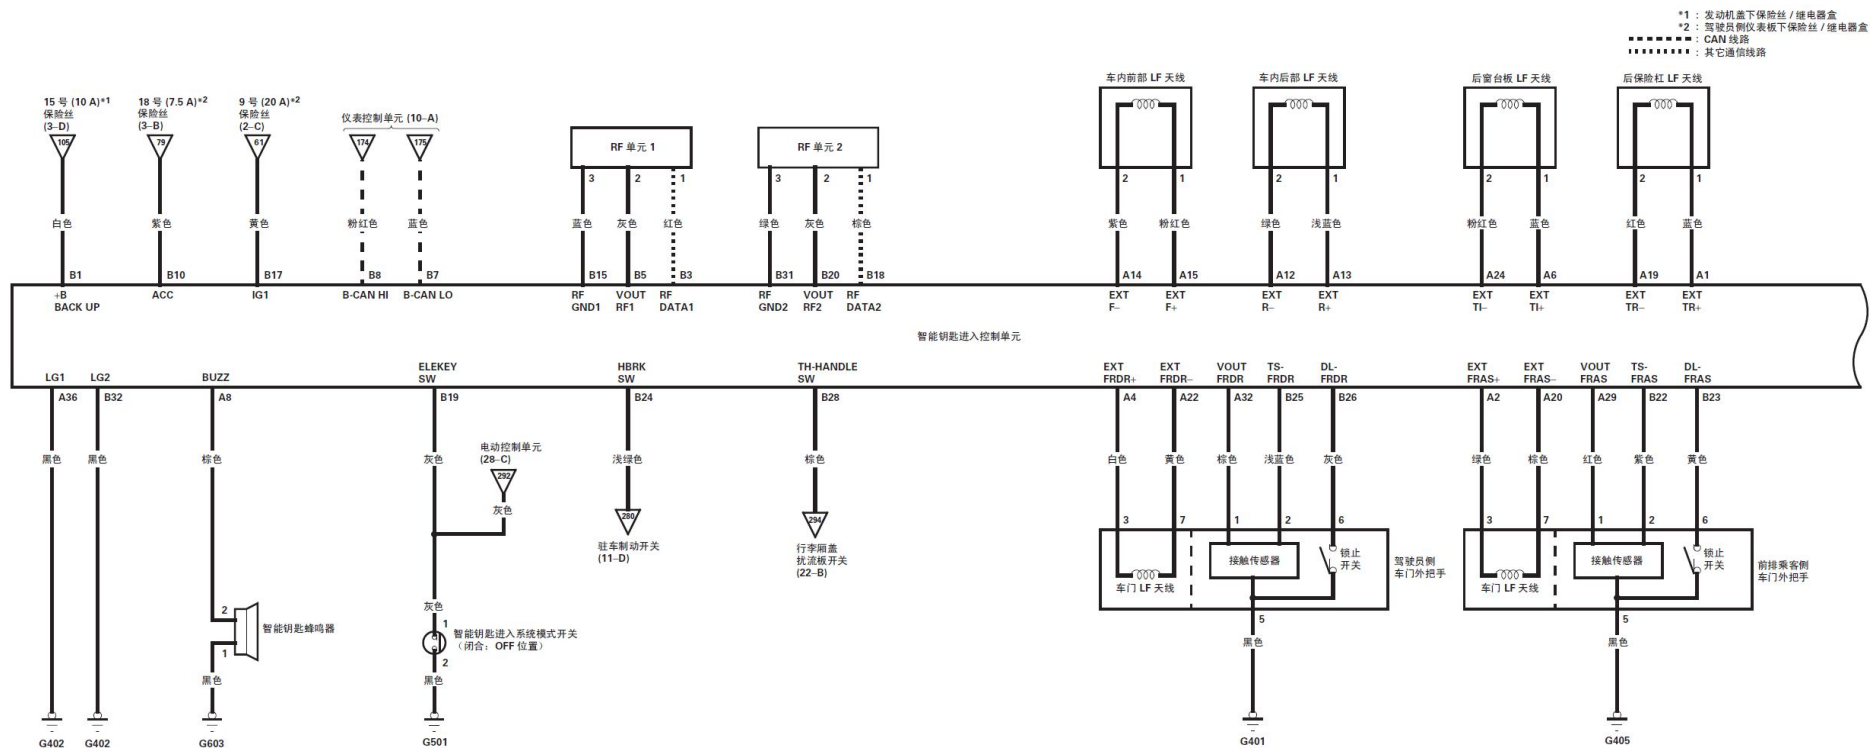 *1 : 发动机盖下保险丝 / 继电器盒
*2 : 驾驶员侧仪表板下保险丝 / 继电器盒
: CAN 线路
: 其它通信线路
15 号 (10 A)*1
保险丝
(3–D)
105
18 号 (7.5 A)*2
保险丝
(3–B)
79
9 号 (20 A)*2
保险丝
(2–C)
61
仪表控制单元 (10–A)
174
175
RF 单元 1
3
2
1
RF 单元 2
3
2
1
车内前部 LF 天线
2
1
车内后部 LF 天线
2
1
后窗台板 LF 天线
2
1
后保险杠 LF 天线
2
1
白色
紫色
黄色
粉红色
蓝色
蓝色
灰色
红色
绿色
灰色
棕色
紫色
粉红色
绿色
浅蓝色
粉红色
蓝色
红色
蓝色
B1
B10
B17
B8
B7
B15
B5
B3
B31
B20
B18
A14
A15
A12
A13
A24
A6
A19
A1
+B
BACK UP
ACC
IG1
B-CAN HI
B-CAN LO
RF
GND1
VOUT
RF1
RF
DATA1
RF
GND2
VOUT
RF2
RF
DATA2
EXT
F–
EXT
F+
EXT
R–
EXT
R+
EXT
TI–
EXT
TI+
EXT
TR–
EXT
TR+
智能钥匙进入控制单元
LG1
LG2
BUZZ
ELEKEY
SW
HBRK
SW
TH-HANDLE
SW
EXT
FRDR+
EXT
FRDR–
VOUT
FRDR
TS-
FRDR
DL-
FRDR
EXT
FRAS+
EXT
FRAS–
VOUT
FRAS
TS-
FRAS
DL-
FRAS
A36
B32
A8
B19
B24
B28
A4
A22
A32
B25
B26
A2
A20
A29
B22
B23
黑色
黑色
棕色
灰色
电动控制单元
(28–C)
292
灰色
浅绿色
棕色
白色
黄色
棕色
浅蓝色
灰色
绿色
棕色
红色
紫色
黄色
280
驻车制动开关
(11–D)
294
行李厢盖
扰流板开关
(22–B)
3
7
1
2
6
车门 LF 天线
接触传感器
锁止
开关
驾驶员侧
车门外把手
5
黑色
3
7
1
2
6
车门 LF 天线
接触传感器
锁止
开关
前排乘客侧
车门外把手
5
黑色
2
1
智能钥匙蜂鸣器
黑色
灰色
1
智能钥匙进入系统模式开关
（闭合：OFF 位置）
2
黑色
G402
G402
G603
G501
G401
G405